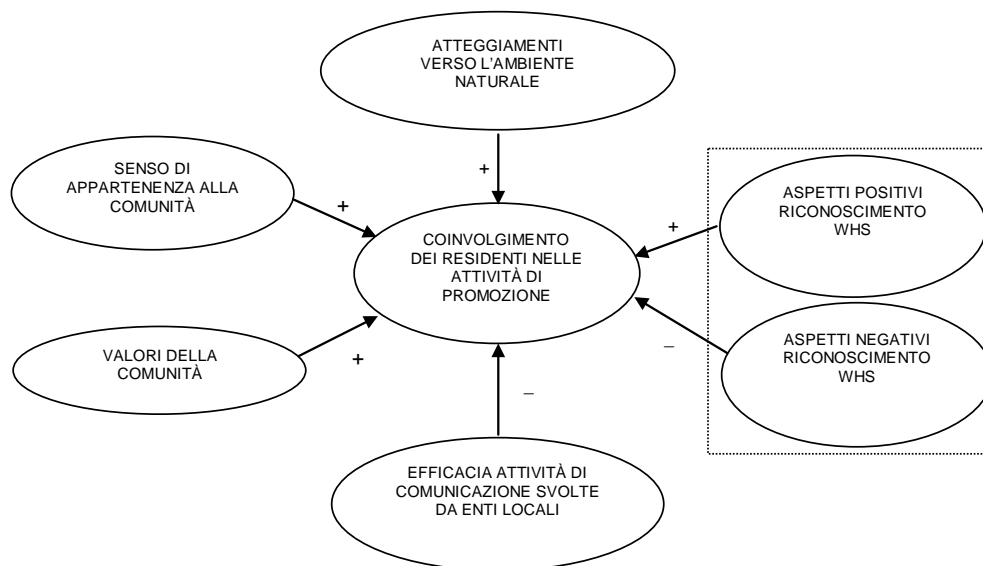 ATTEGGIAMENTI
VERSO L'AMBIENTE
NATURALE
+
SENSO DI
APPARTENENZA ALLA
COMUNITÀ
+
ASPETTI POSITIVI
RICONOSCIMENTO
WHS
+
COINVOLGIMENTO
DEI RESIDENTI NELLE
ATTIVITÀ DI
PROMOZIONE
VALORI DELLA
COMUNITÀ
+
ASPETTI NEGATIVI
RICONOSCIMENTO
WHS
–
–
EFFICACIA ATTIVITÀ DI
COMUNICAZIONE SVOLTE
DA ENTI LOCALI